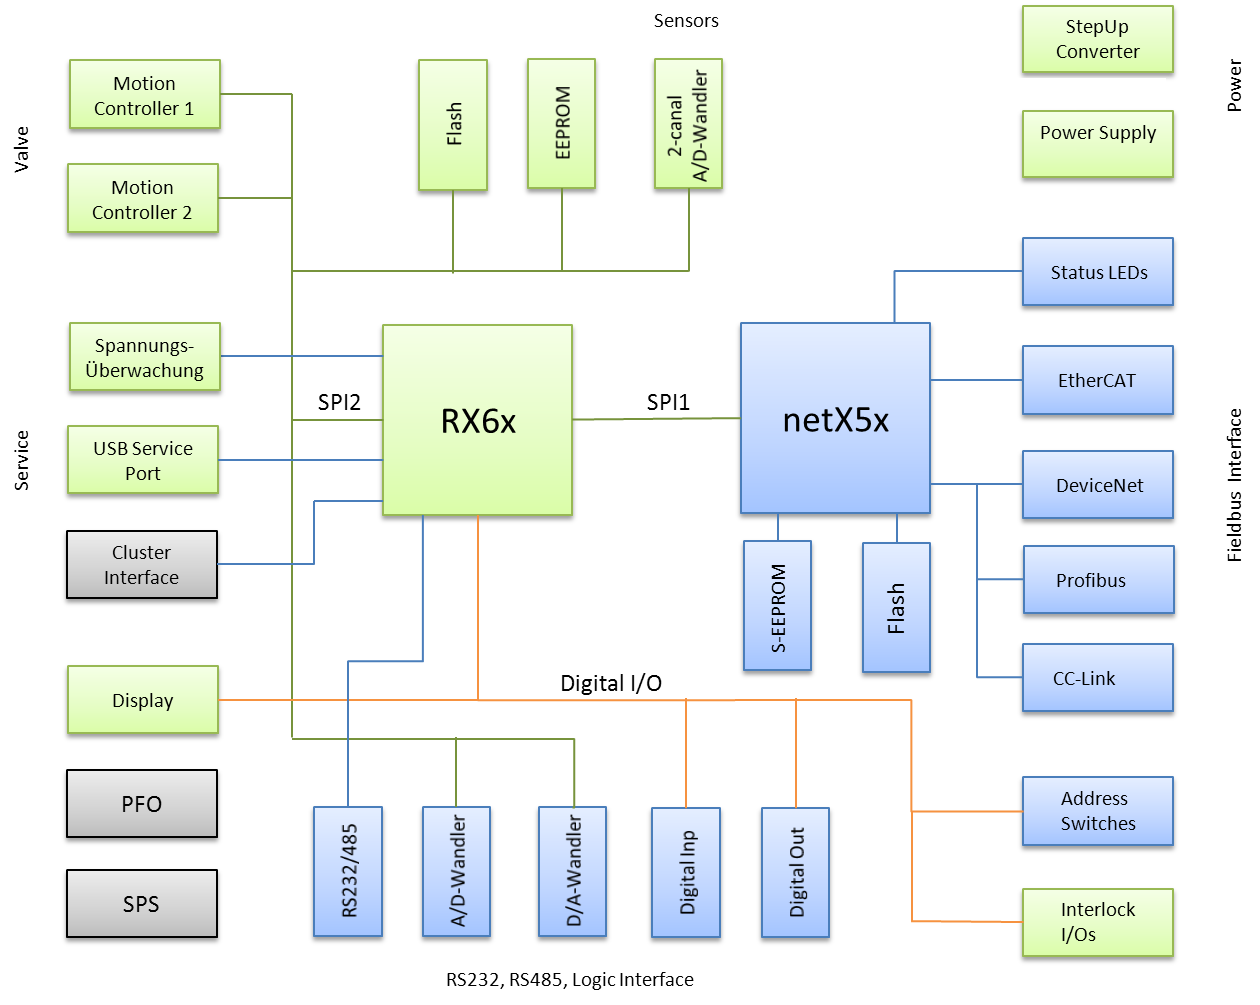 Sensors
StepUp
Converter
Power
Motion
Controller 1
Flash
EEPROM
2-canal
A/D-Wandler
Power Supply
Valve
Motion
Controller 2
Status LEDs
Spannungs-
Überwachung
SPI2
RX6x
SPI1
netX5x
EtherCAT
Service
USB Service
Port
DeviceNet
Fieldbus Interface
Cluster
Interface
S-EEPROM
Flash
Profibus
CC-Link
Display
Digital I/O
PFO
SPS
RS232/485
A/D-Wandler
D/A-Wandler
Digital Inp
Digital Out
Address
Switches
Interlock
I/Os
RS232, RS485, Logic Interface